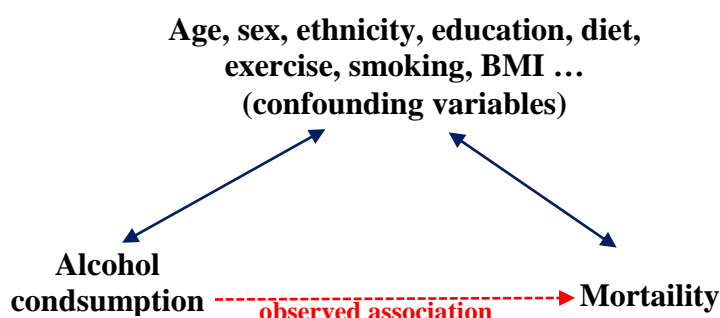 Age, sex, ethnicity, education, diet,
exercise, smoking, BMI …
(confounding variables)
Alcohol
condsumption
observed association
Mortaility